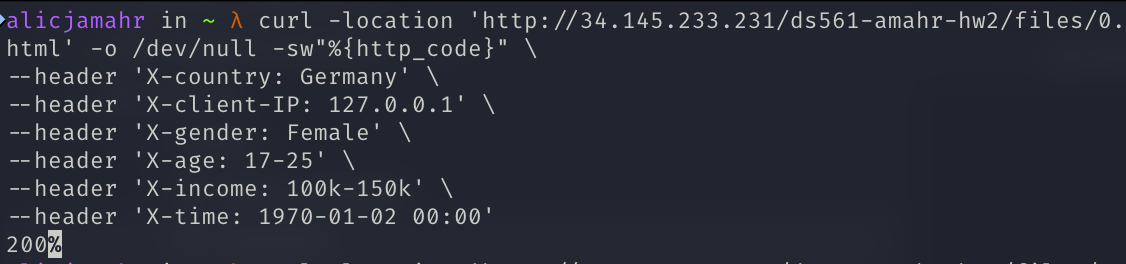 alicjamahr in ~ λ curl -location 'http://34.145.233.231/ds561-amahr-hw2/files/0.
html' -o /dev/null -sw"%{http_code}" \
--header 'X-country: Germany' \
--header 'X-client-IP: 127.0.0.1' \
--header 'X-gender: Female' \
--header 'X-age: 17-25' \
--header 'X-income: 100k-150k' \
--header 'X-time: 1970-01-02 00:00'
200%